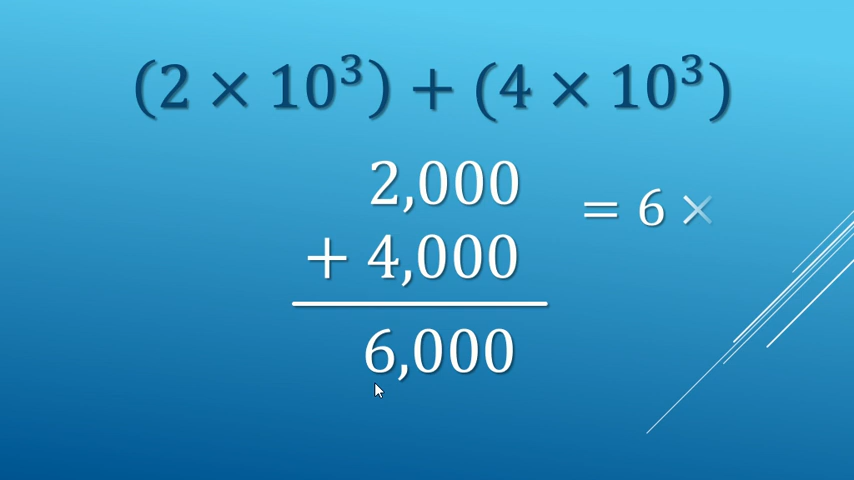 (2 × 10³) + (4 × 10³)
2,000
+ 4,000
6,000
= 6 ×